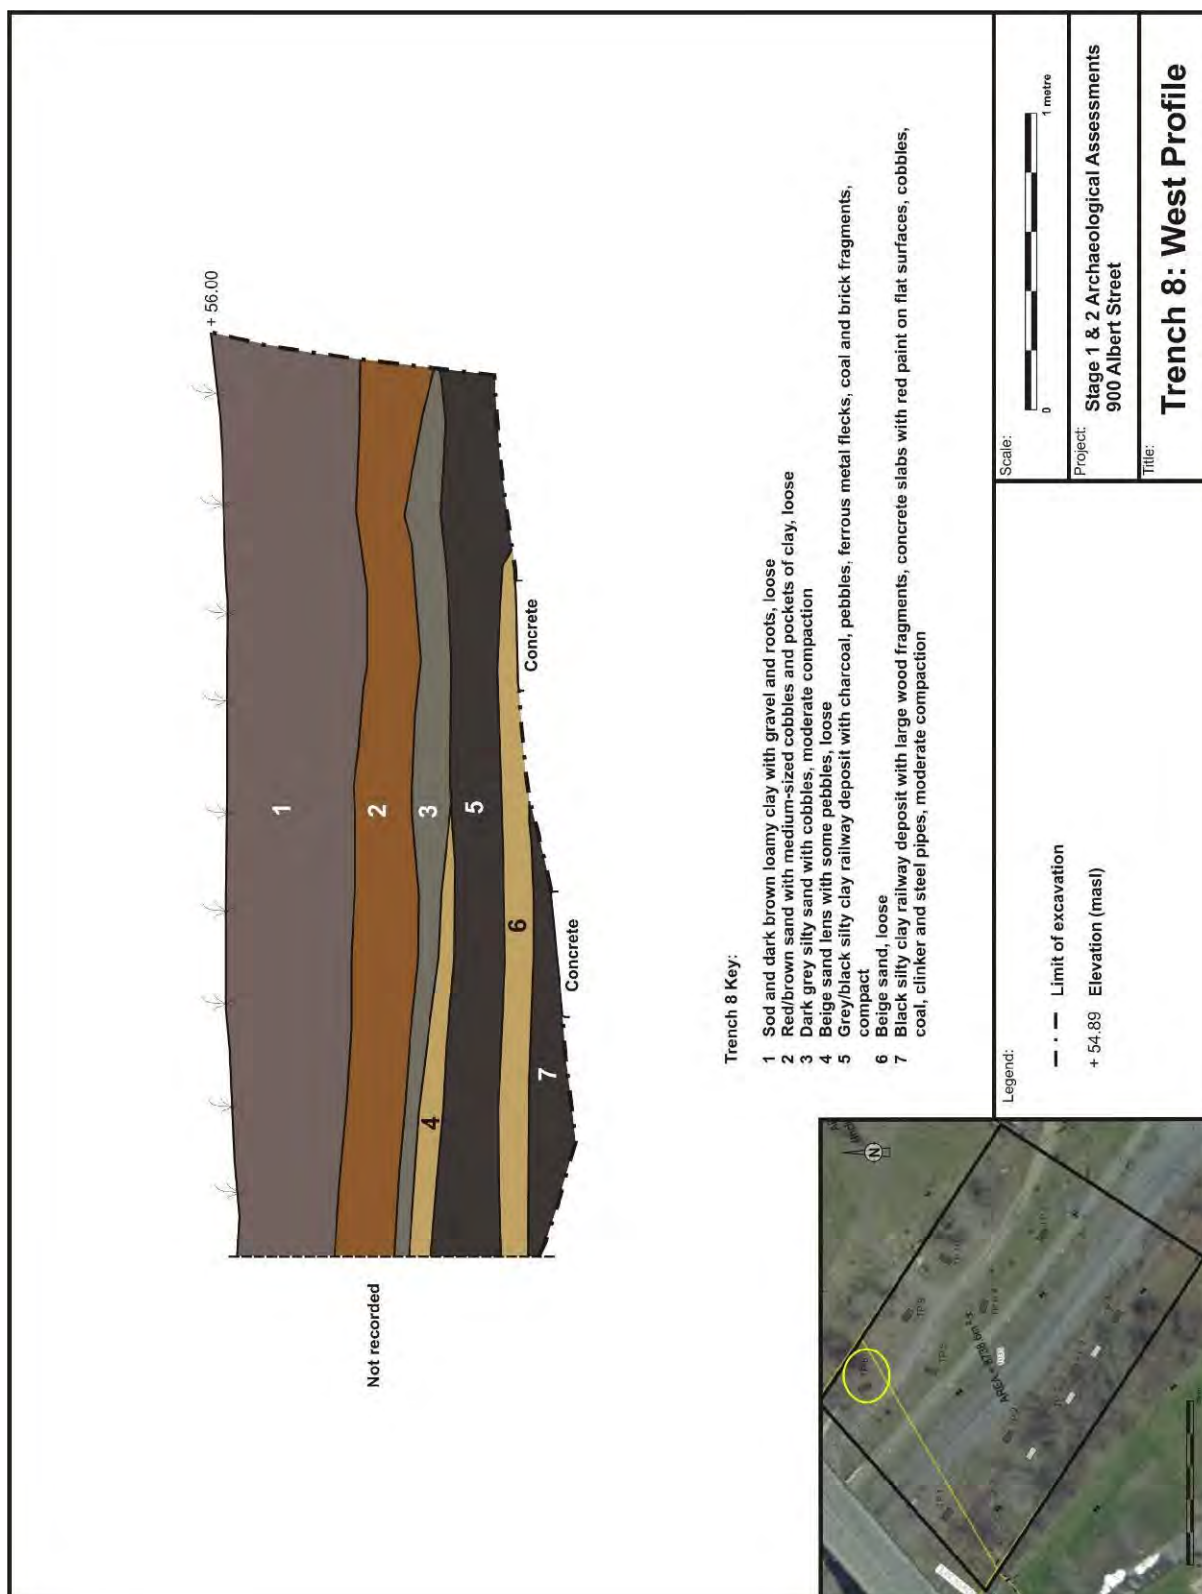 + 56.00
1
2
3
4
5
6
7
Concrete
Concrete
Not recorded
Trench 8 Key:
1 Sod and dark brown loamy clay with gravel and roots, loose
2 Red/brown sand with medium-sized cobbles and pockets of clay, loose
3 Dark grey silty sand with cobbles, moderate compaction
4 Beige sand lens with some pebbles, loose
5 Grey/black silty clay railway deposit with charcoal, pebbles, ferrous metal flecks, coal and brick fragments,
compact
6 Beige sand, loose
7 Black silty clay railway deposit with large wood fragments, concrete slabs with red paint on flat surfaces, cobbles,
coal, clinker and steel pipes, moderate compaction
Legend:
Limit of excavation
+ 54.89 Elevation (masl)
Scale:
0
1 metre
Project:
Stage 1 & 2 Archaeological Assessments
900 Albert Street
Title:
Trench 8: West Profile
N